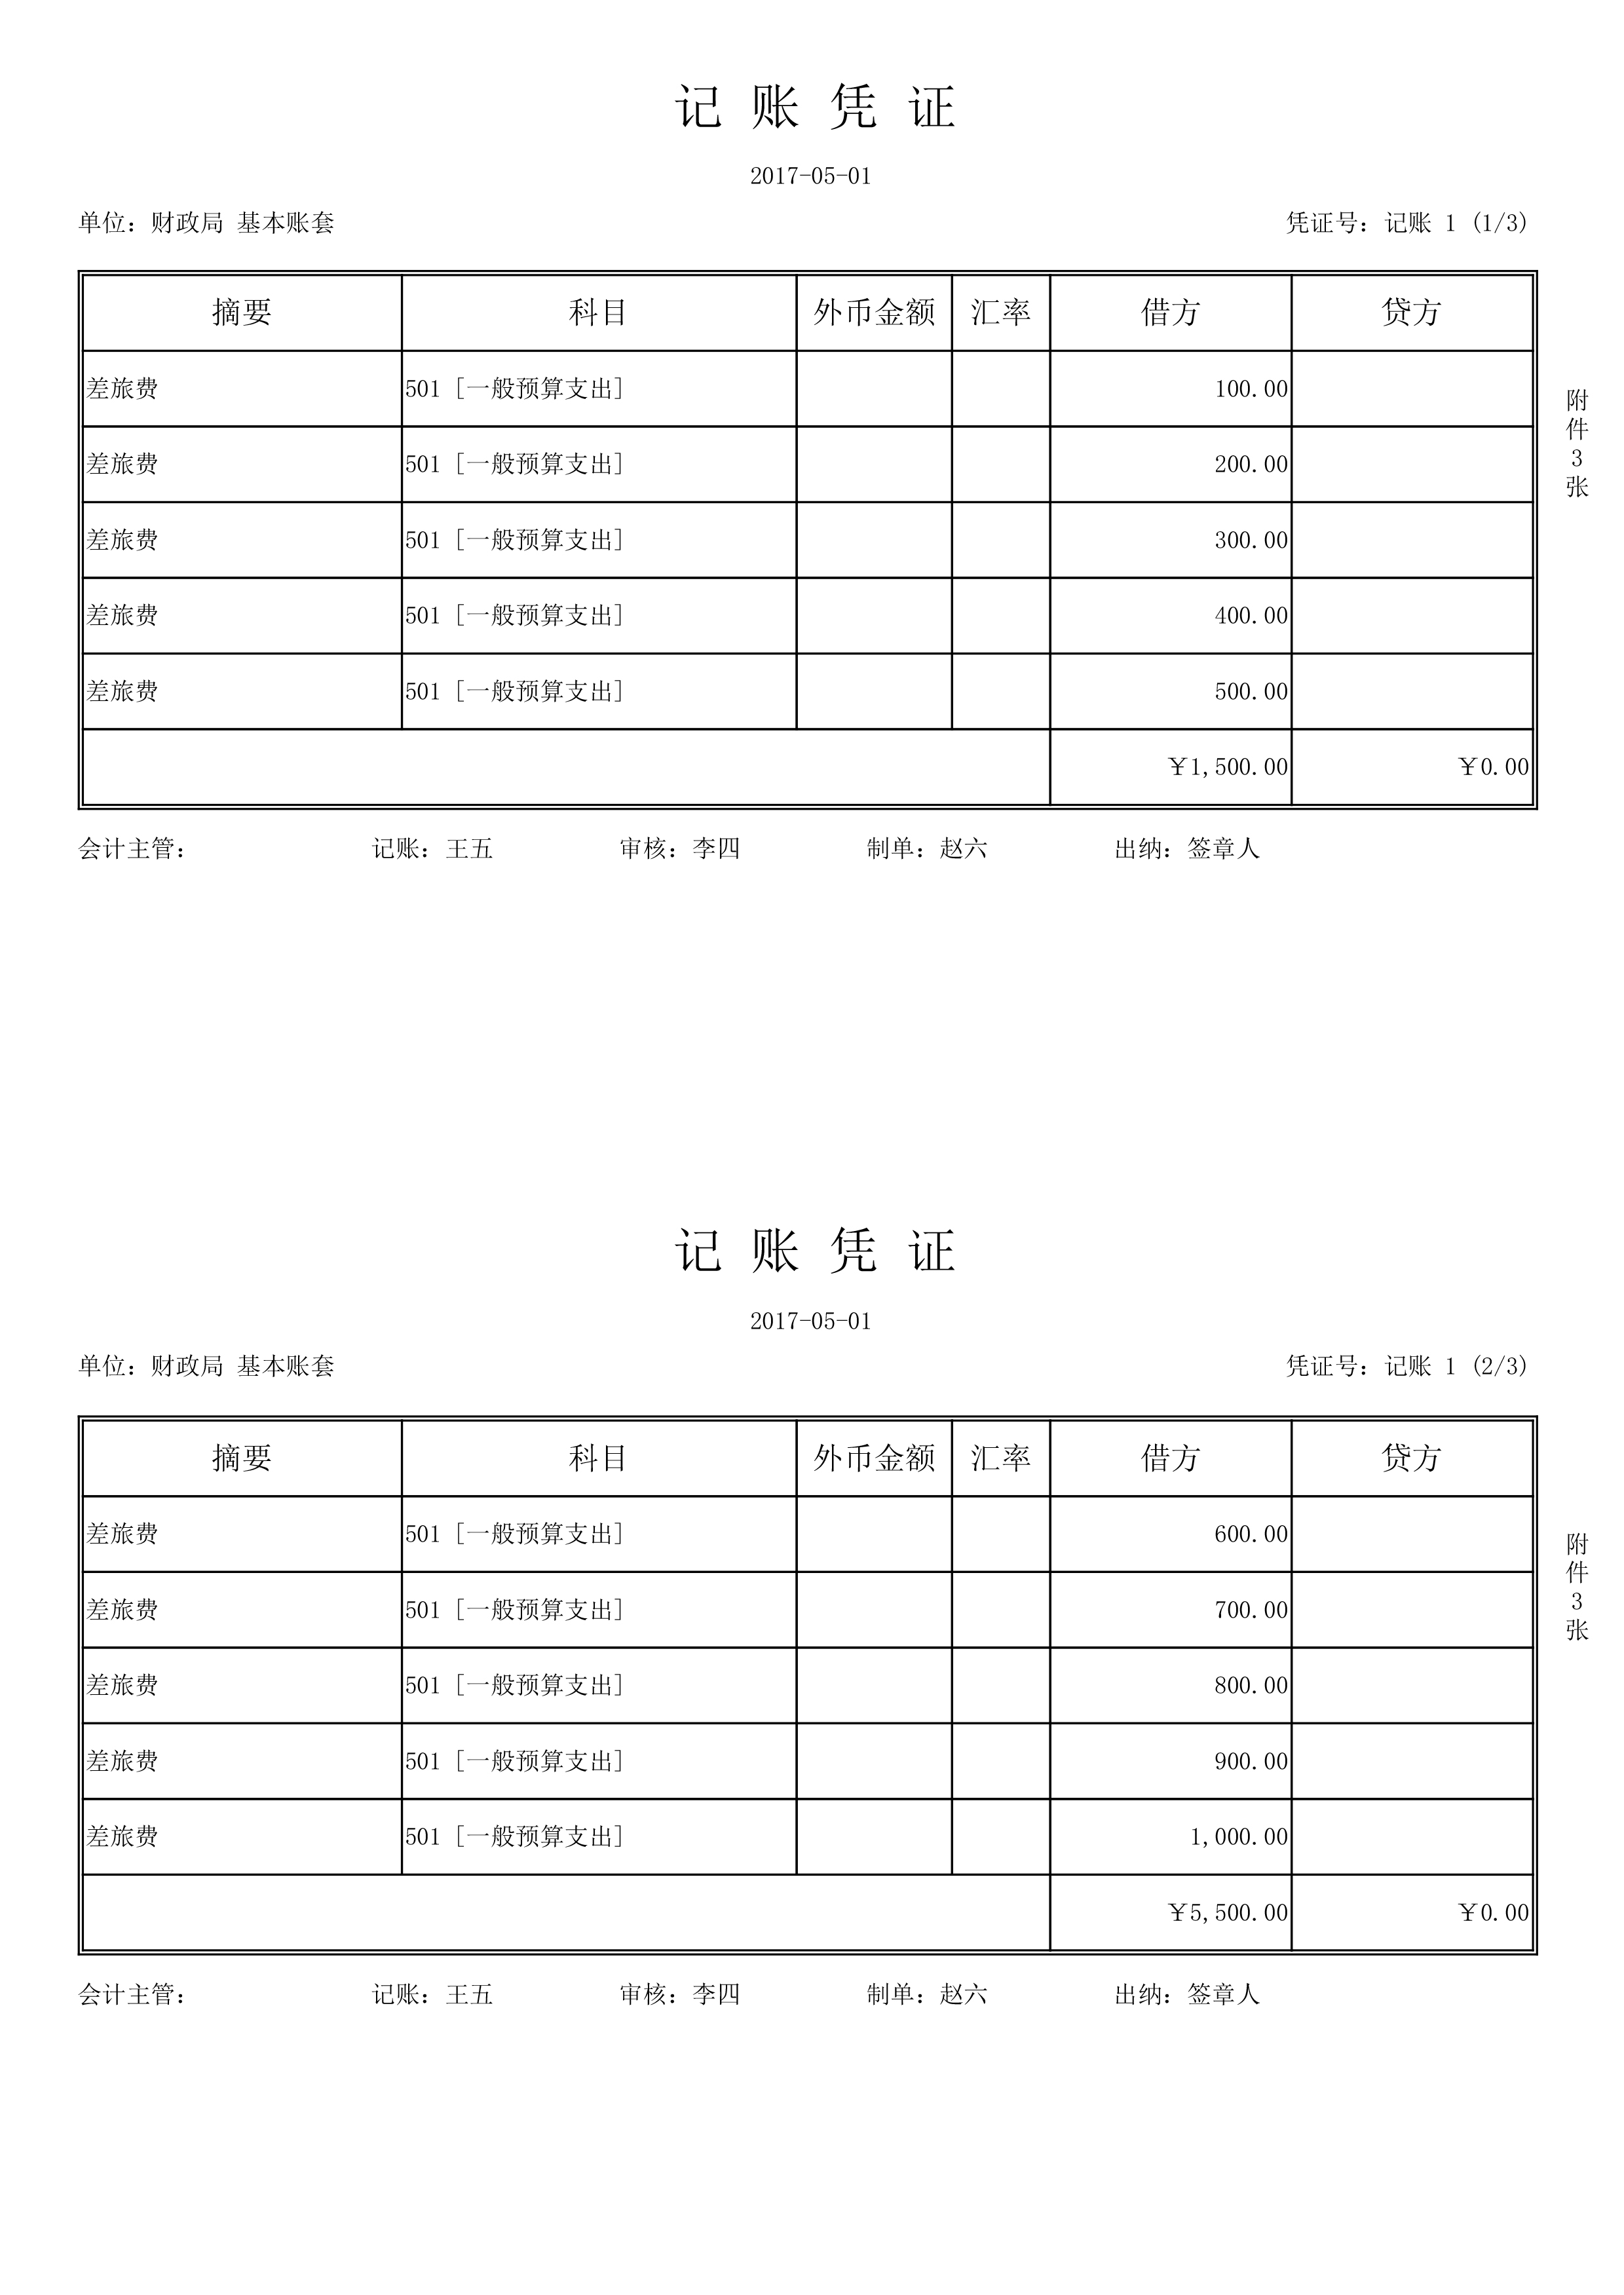 记 账 凭 证
2017-05-01
单位：财政局 基本账套 凭证号：记账 1 (1/3)
摘要 科目 外币金额 汇率 借方 贷方
差旅费 501 [一般预算支出] 100.00
差旅费 501 [一般预算支出] 200.00
差旅费 501 [一般预算支出] 300.00
差旅费 501 [一般预算支出] 400.00
差旅费 501 [一般预算支出] 500.00
￥1,500.00 ￥0.00
附件3张
会计主管： 记账：王五 审核：李四 制单：赵六 出纳：签章人
记 账 凭 证
2017-05-01
单位：财政局 基本账套 凭证号：记账 1 (2/3)
摘要 科目 外币金额 汇率 借方 贷方
差旅费 501 [一般预算支出] 600.00
差旅费 501 [一般预算支出] 700.00
差旅费 501 [一般预算支出] 800.00
差旅费 501 [一般预算支出] 900.00
差旅费 501 [一般预算支出] 1,000.00
￥5,500.00 ￥0.00
附件3张
会计主管： 记账：王五 审核：李四 制单：赵六 出纳：签章人